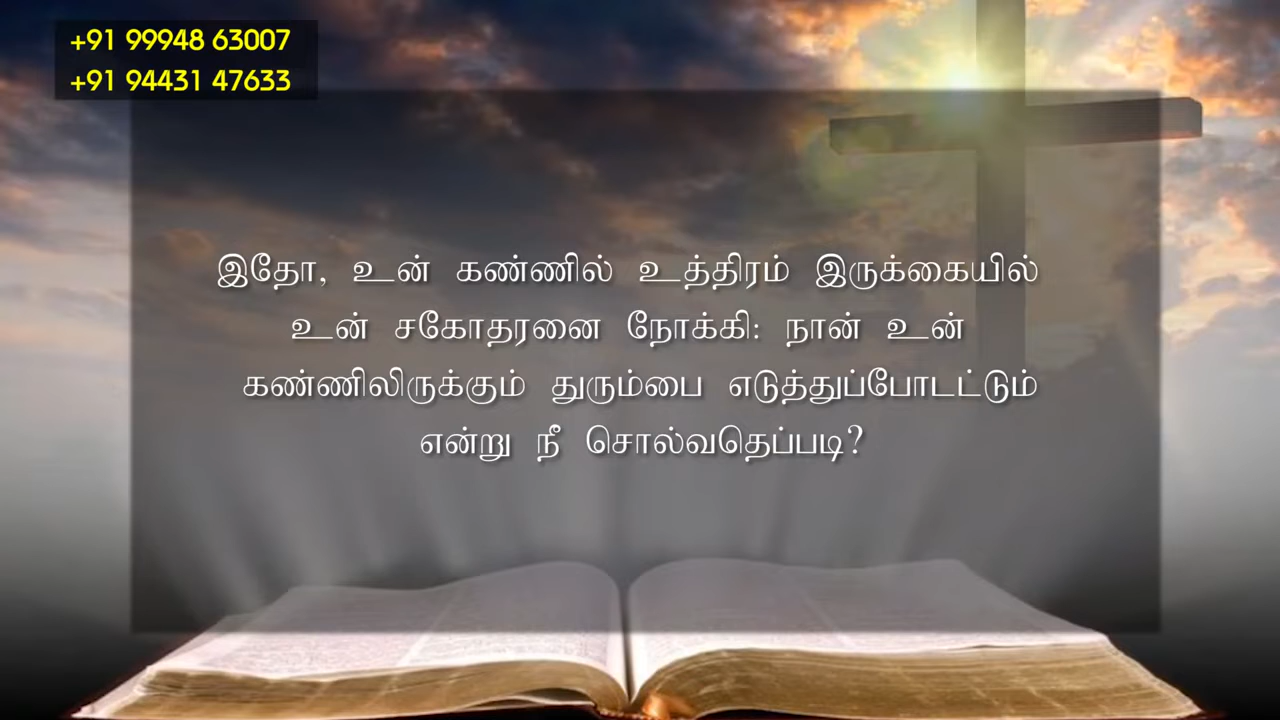 +91 99948 63007
+91 94431 47633
இதோ, உன் கண்ணில் உத்திரம் இருக்கையில்
உன் சகோதரனை நோக்கி: நான் உன்
கண்ணிலிருக்கும் துரும்பை எடுத்துப்போடட்டும்
என்று நீ சொல்வதெப்படி?